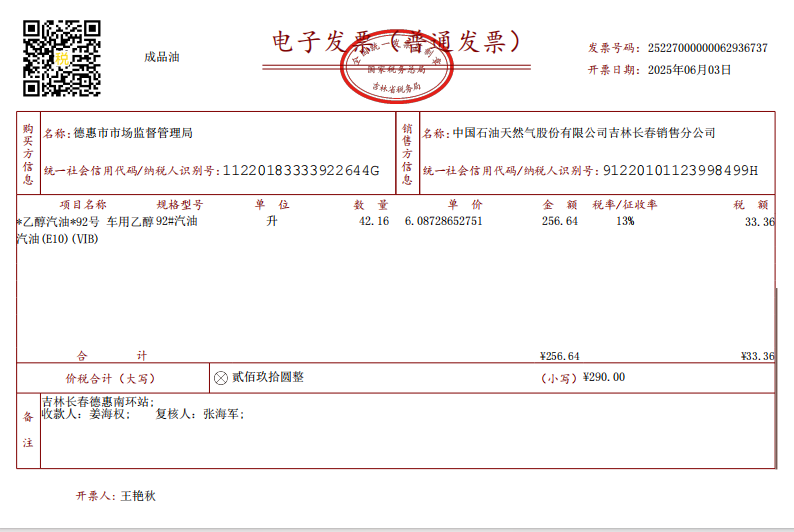 税
成品油
电子发票（普通发票）
全国统一发票监制章
国家税务总局
吉林省税务局
发票号码：25227000000062936737
开票日期：2025年06月03日
购买方信息
名称：德惠市市场监督管理局
统一社会信用代码/纳税人识别号：11220183333922644G
销售方信息
名称：中国石油天然气股份有限公司吉林长春销售分公司
统一社会信用代码/纳税人识别号：91220101123998499H
项目名称 规格型号 单位 数量 单价 金额 税率/征收率 税额
*乙醇汽油*92号 车用乙醇 92#汽油 升 42.16 6.08728652751 256.64 13% 33.36
汽油(E10)(VIB)
合计 ¥256.64 ¥33.36
价税合计（大写） ⊗ 贰佰玖拾圆整 （小写）¥290.00
备注
吉林长春德惠南环站;
收款人：姜海权; 复核人：张海军;
开票人：王艳秋